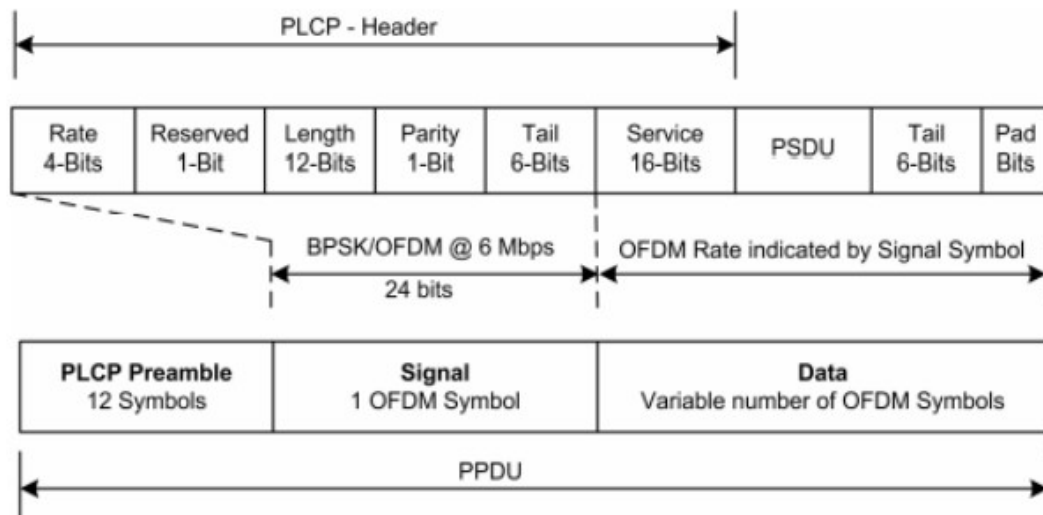 PLCP - Header
Rate
4-Bits
Reserved
1-Bit
Length
12-Bits
Parity
1-Bit
Tail
6-Bits
Service
16-Bits
PSDU
Tail
6-Bits
Pad
Bits
BPSK/OFDM @ 6 Mbps
24 bits
OFDM Rate indicated by Signal Symbol
PLCP Preamble
12 Symbols
Signal
1 OFDM Symbol
Data
Variable number of OFDM Symbols
PPDU